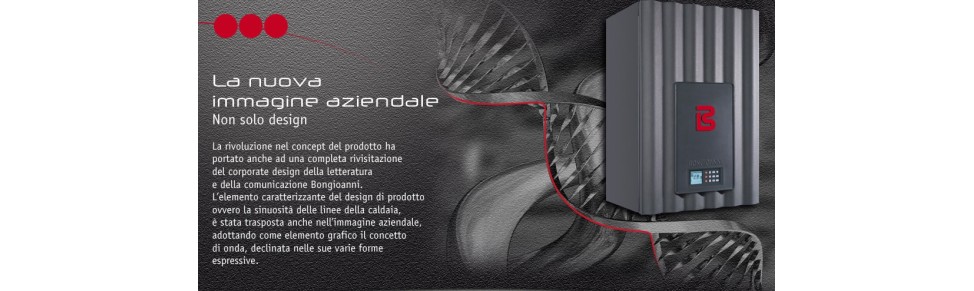 La nuova
immagine aziendale
Non solo design
La rivoluzione nel concept del prodotto ha
portato anche ad una completa rivisitazione
del corporate design della letteratura
e della comunicazione Bongioanni.
L'elemento caratterizzante del design di prodotto
ovvero la sinuosità delle linee della caldaia,
è stata trasposta anche nell'immagine aziendale,
adottando come elemento grafico il concetto
di onda, declinata nelle sue varie forme
espressive.
B